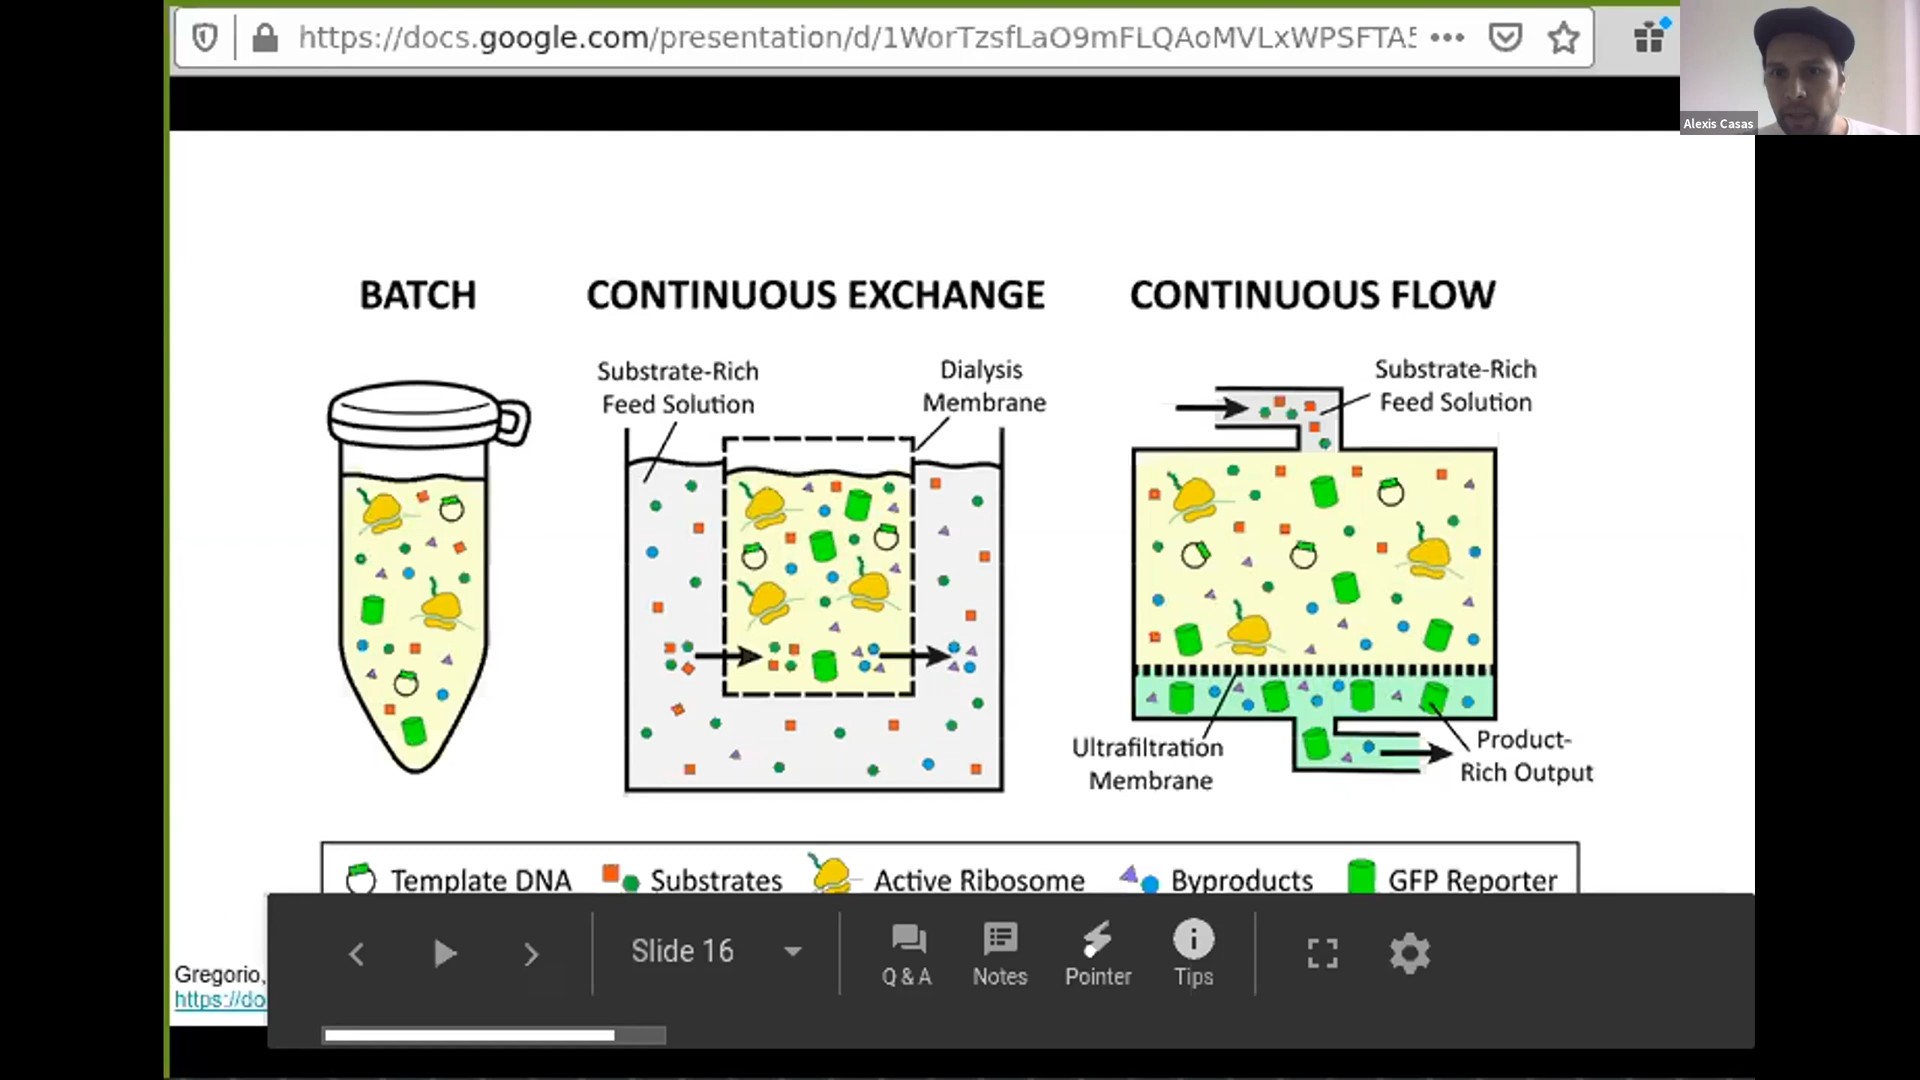 https://docs.google.com/presentation/d/1WorTzsfLaO9mFLQAoMVLxWPSFTA5
Alexis Casas
BATCH
CONTINUOUS EXCHANGE
CONTINUOUS FLOW
Substrate-Rich
Feed Solution
Dialysis
Membrane
Substrate-Rich
Feed Solution
Ultrafiltration
Membrane
Product-
Rich Output
Template DNA
Substrates
Active Ribosome
Byproducts
GFP Reporter
Slide 16
Q & A
Notes
Pointer
Tips
Gregorio,
https://do